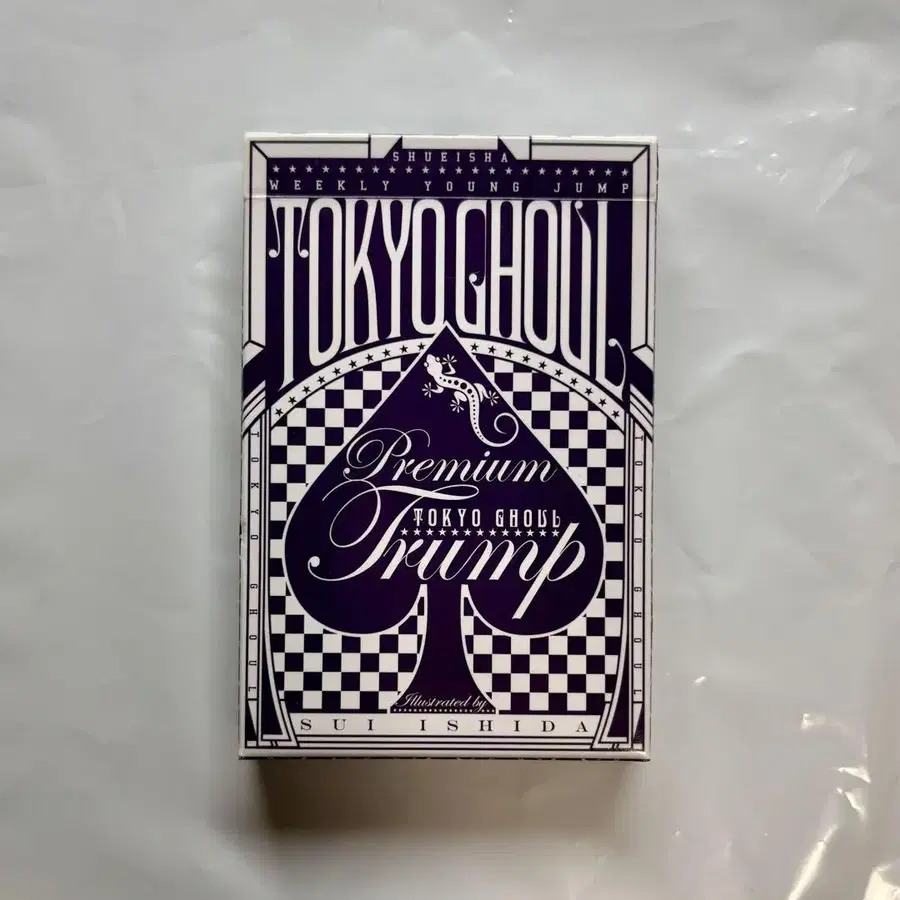 SHUEISHA
WEEKLY YOUNG JUMP
TOKYO GHOUL
Premium
TOKYO GHOUL
Trump
TOKYO GHOUL
TOKYO GHOUL
Illustrated by
SUI ISHIDA